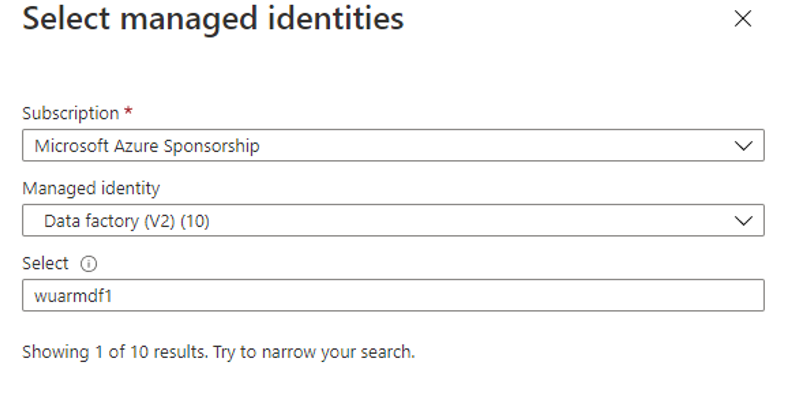 Select managed identities
Subscription *
Microsoft Azure Sponsorship
Managed identity
Data factory (V2) (10)
Select
wuarmdf1
Showing 1 of 10 results. Try to narrow your search.